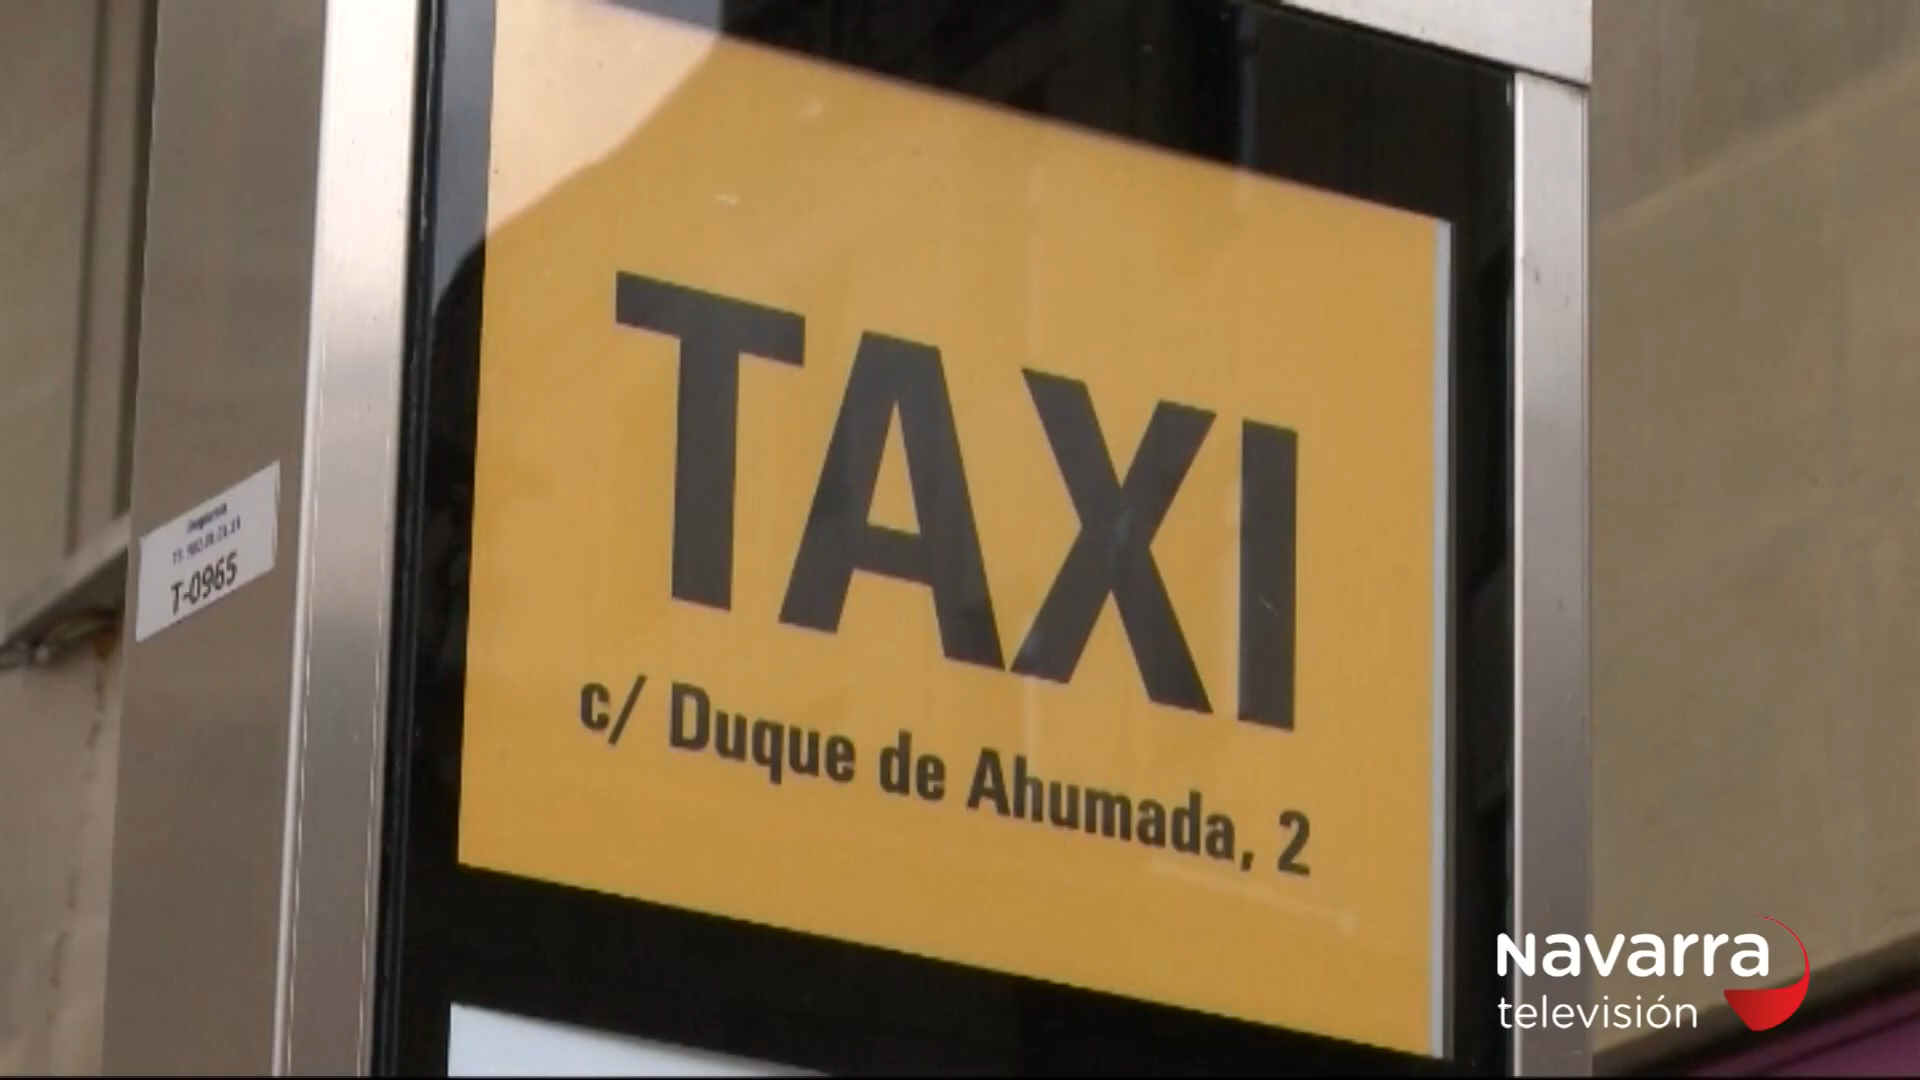 TAXI
c/ Duque de Ahumada, 2
T-0965
Navarra
televisión